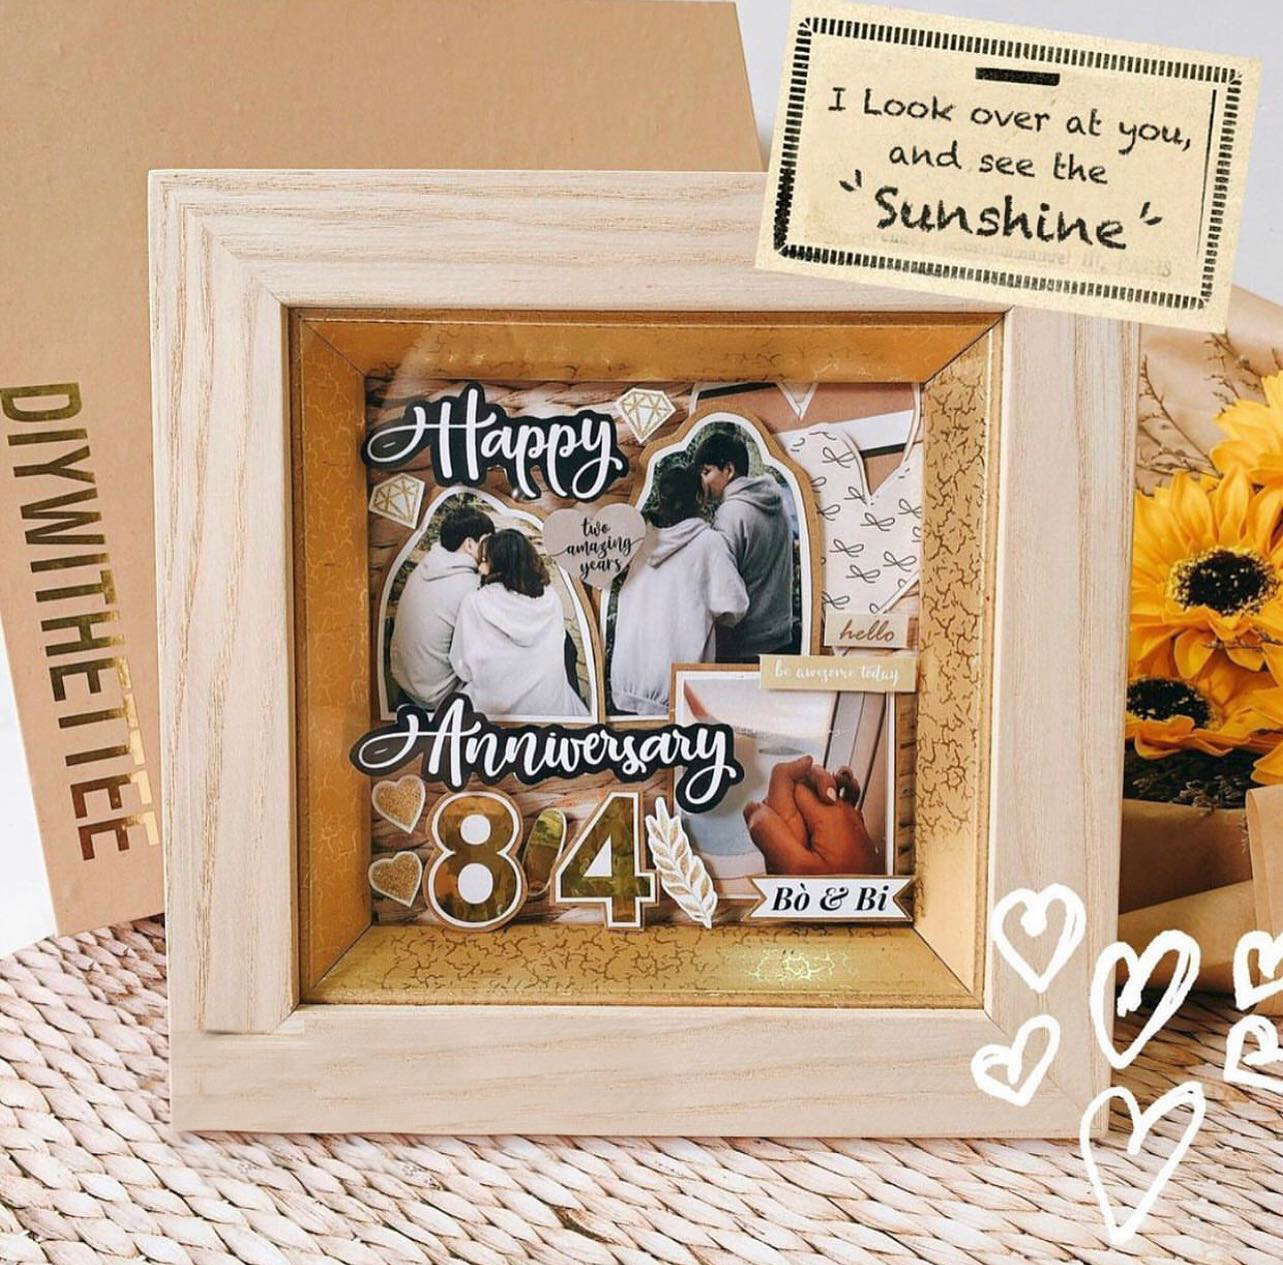 I Look over at you,
and see the
"Sunshine"
DIYWITHETTEE
Happy
two
amazing
years
hello
be awesome today
Anniversary
8/4
Bò & Bi